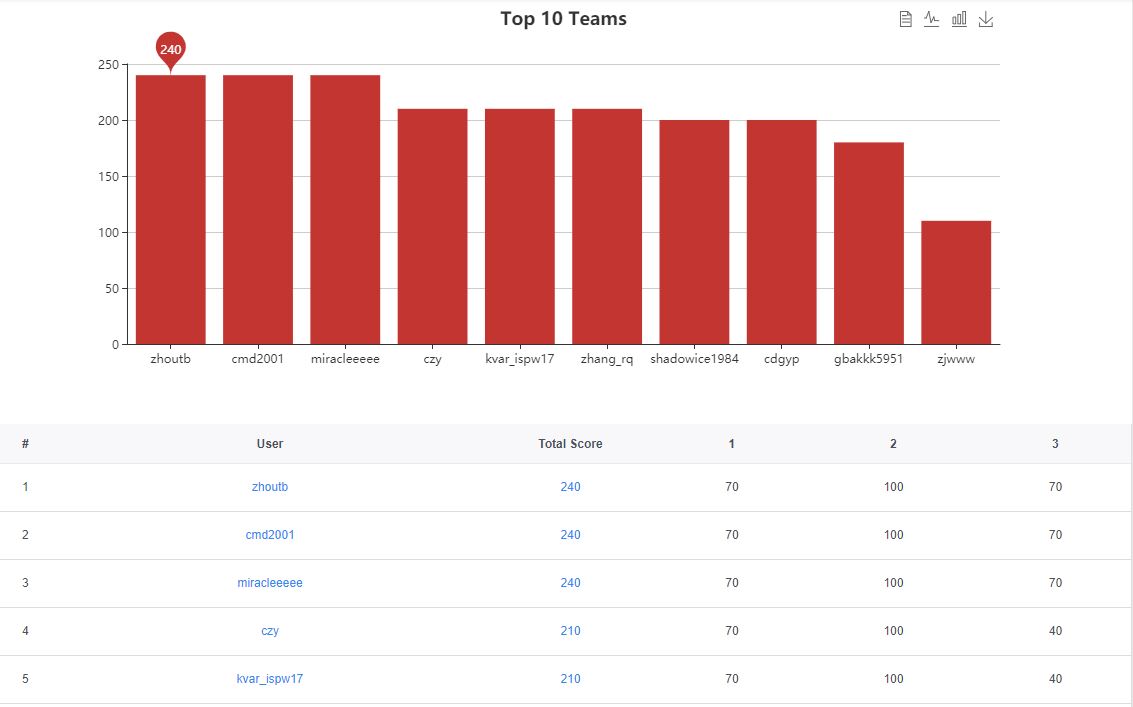 Top 10 Teams
240
250
200
150
100
50
0
zhoutb cmd2001 miracleeeee czy kvar_ispw17 zhang_rq shadowice1984 cdgyp gbakkk5951 zjwww
# User Total Score 1 2 3
1 zhoutb 240 70 100 70
2 cmd2001 240 70 100 70
3 miracleeeee 240 70 100 70
4 czy 210 70 100 40
5 kvar_ispw17 210 70 100 40